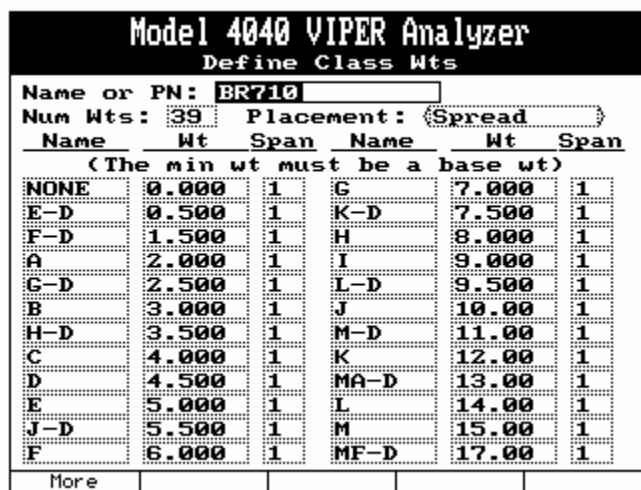 Model 4040 VIPER Analyzer
Define Class Wts
Name or PN: BR710
Num Wts: 39 Placement: Spread
Name Wt Span Name Wt Span
(The min wt must be a base wt)
NONE 0.000 1 G 7.000 1
E-D 0.500 1 K-D 7.500 1
F-D 1.500 1 H 8.000 1
A 2.000 1 I 9.000 1
G-D 2.500 1 L-D 9.500 1
B 3.000 1 J 10.00 1
H-D 3.500 1 M-D 11.00 1
C 4.000 1 K 12.00 1
D 4.500 1 MA-D 13.00 1
E 5.000 1 L 14.00 1
J-D 5.500 1 M 15.00 1
F 6.000 1 MF-D 17.00 1
More